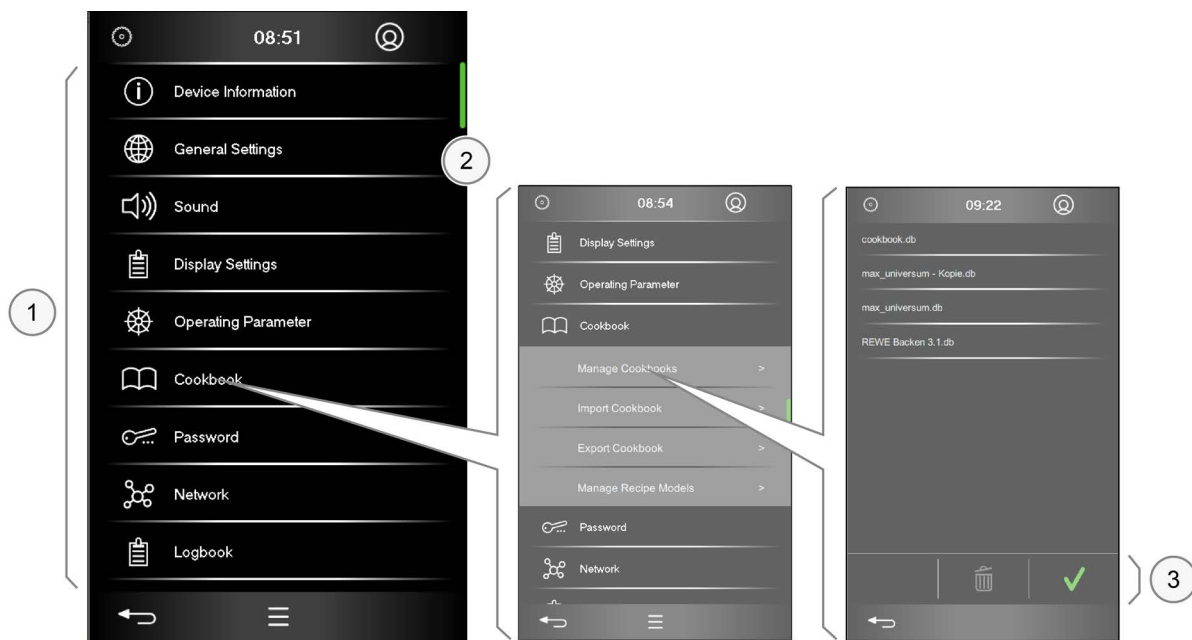 08:51
Device Information
General Settings
Sound
Display Settings
Operating Parameter
Cookbook
Password
Network
Logbook
1
2
08:54
Display Settings
Operating Parameter
Cookbook
Manage Cookbooks >
Import Cookbook >
Export Cookbook >
Manage Recipe Models >
Password
Network
09:22
cookbook.db
max_universum - Kopie.db
max_universum.db
REWE Backen 3.1.db
3